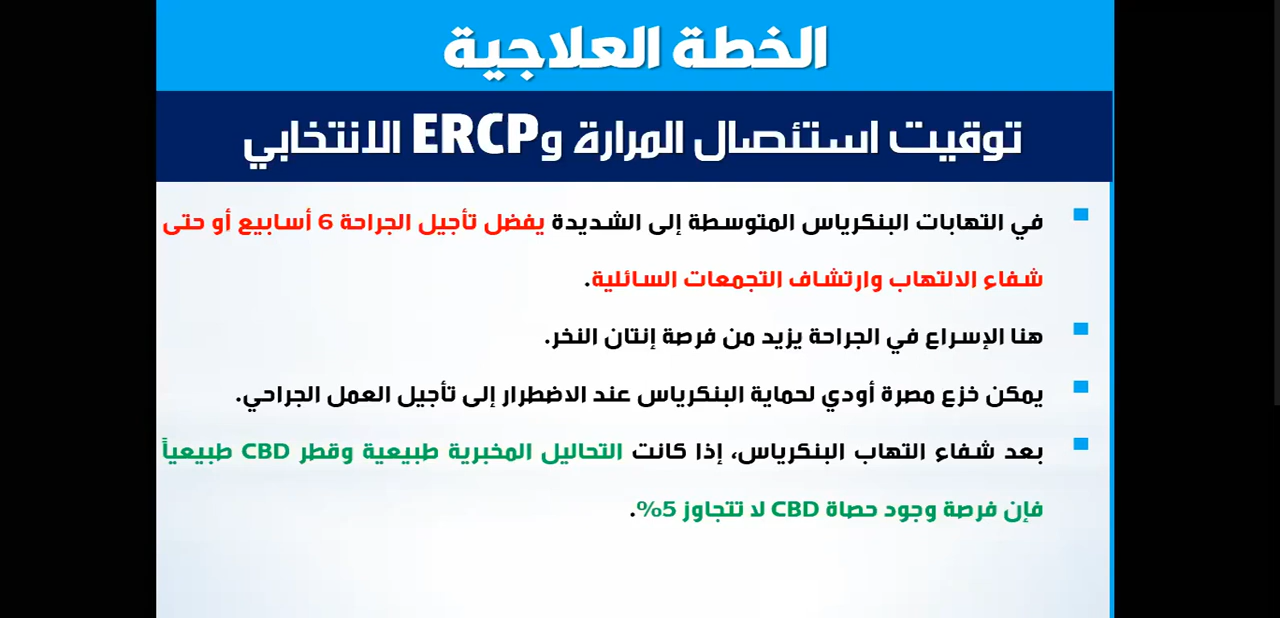 الخطة العلاجية
توقيت استئصال المرارة وERCP الانتخابي
في التهابات البنكرياس المتوسطة إلى الشديدة يفضل تأجيل الجراحة 6 أسابيع أو حتى
شفاء الالتهاب وارتشاف التجمعات السائلية.
هنا الإسراع في الجراحة يزيد من فرصة إنتان النخر.
يمكن خزع مصرة أودي لحماية البنكرياس عند الاضطرار إلى تأجيل العمل الجراحي.
بعد شفاء التهاب البنكرياس، إذا كانت التحاليل المخبرية طبيعية وقطر CBD طبيعياً
فإن فرصة وجود حصاة CBD لا تتجاوز 5%.